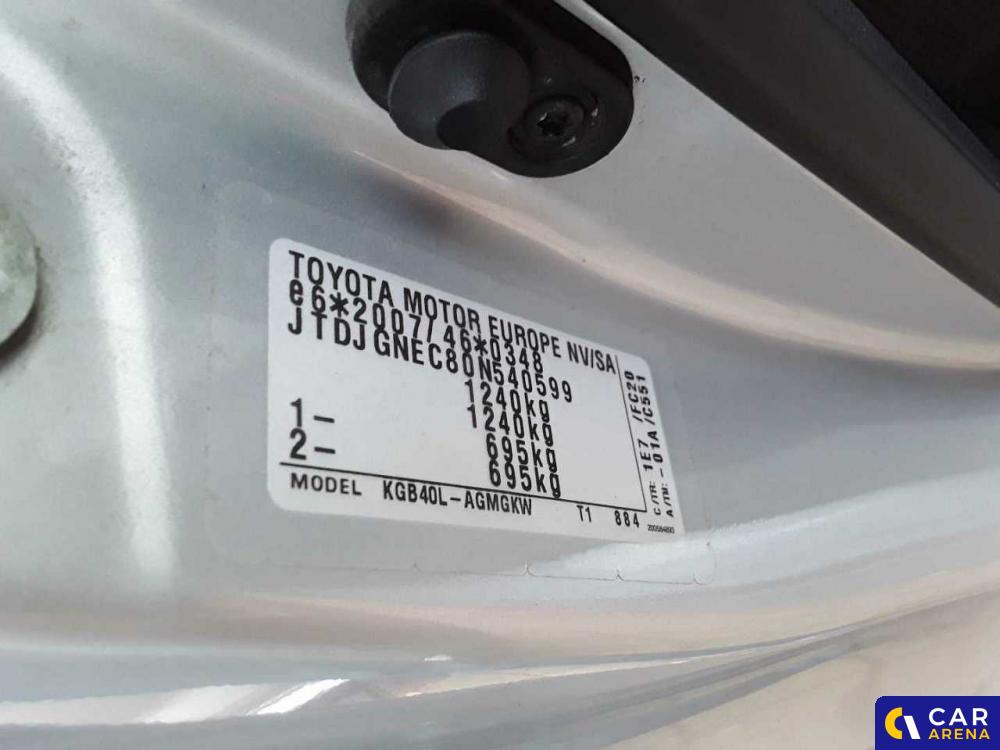 TOYOTA MOTOR EUROPE NV/SA
e6*2007/46*0348
JTDJGNEC80N540599
1240kg
1240kg
1- 695kg
2- 695kg
MODEL KGB40L-AGMGKW T1 884
C/TR: 1E7 /FC20
A/TM: -01A /C551
CAR
ARENA